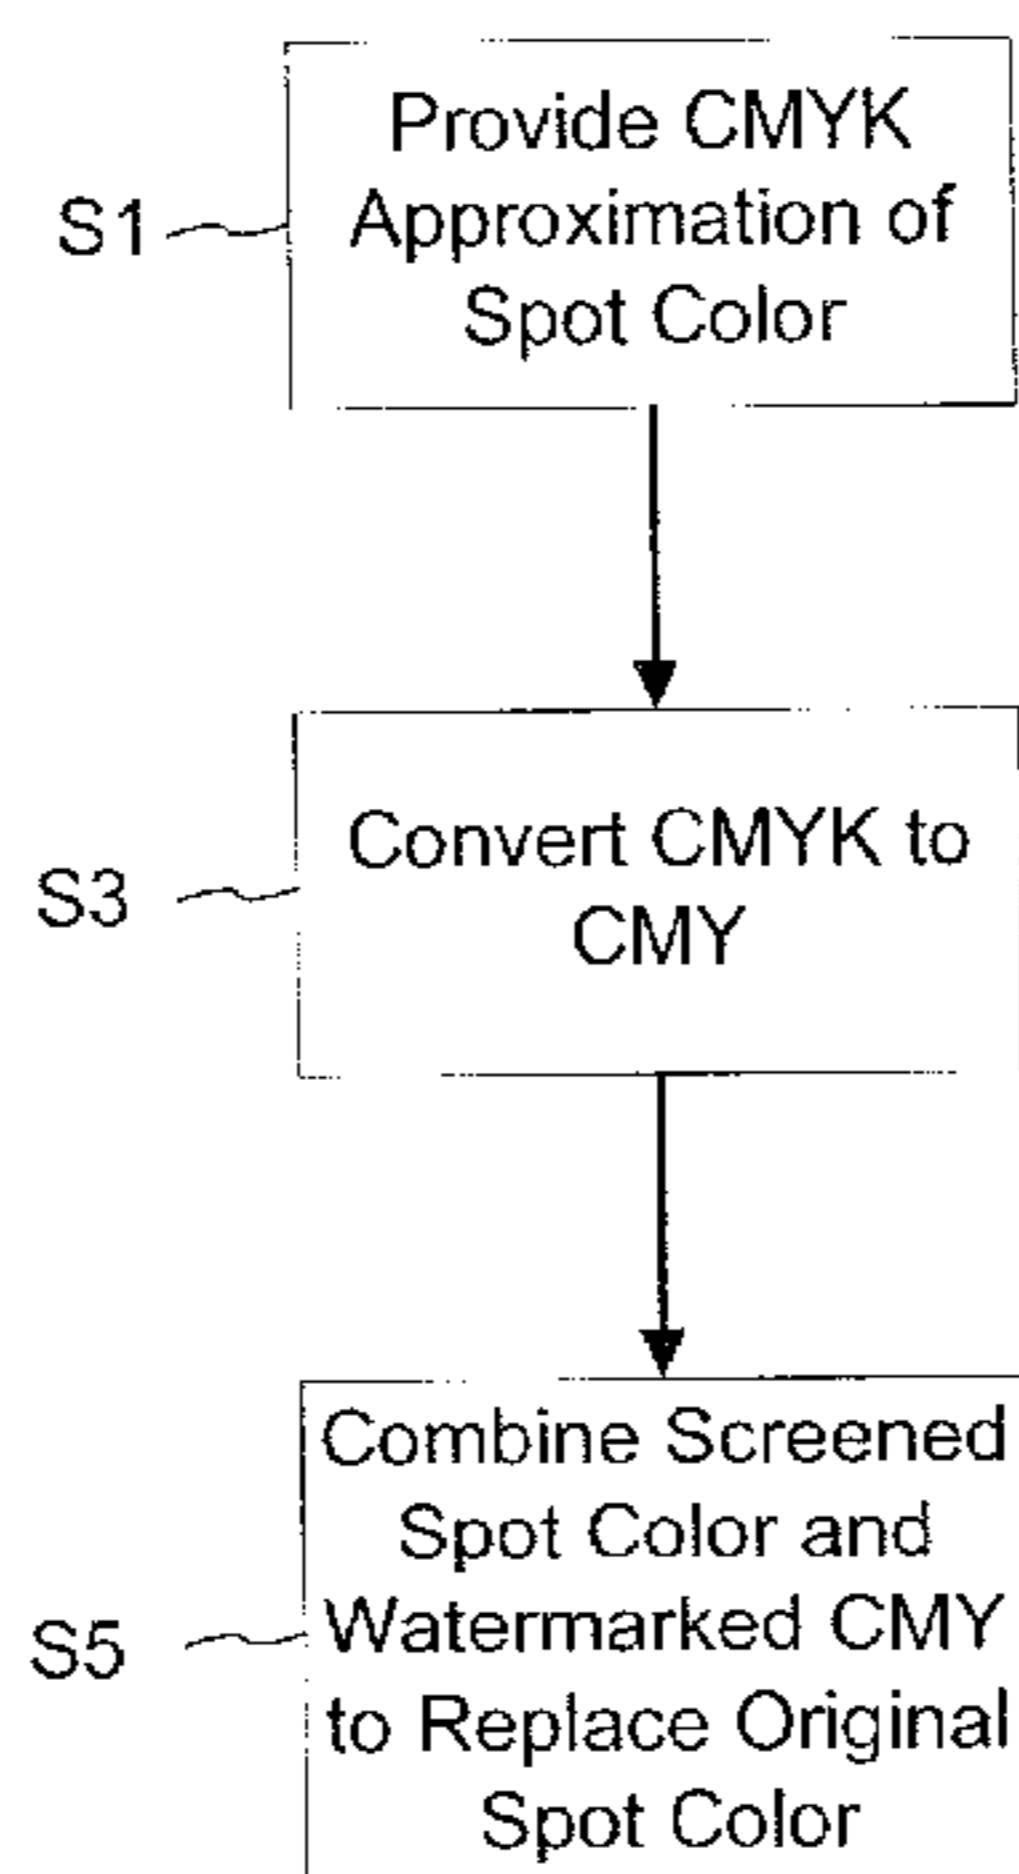 Provide CMYK
Approximation of
Spot Color
S1
Convert CMYK to
CMY
S3
Combine Screened
Spot Color and
Watermarked CMY
to Replace Original
Spot Color
S5